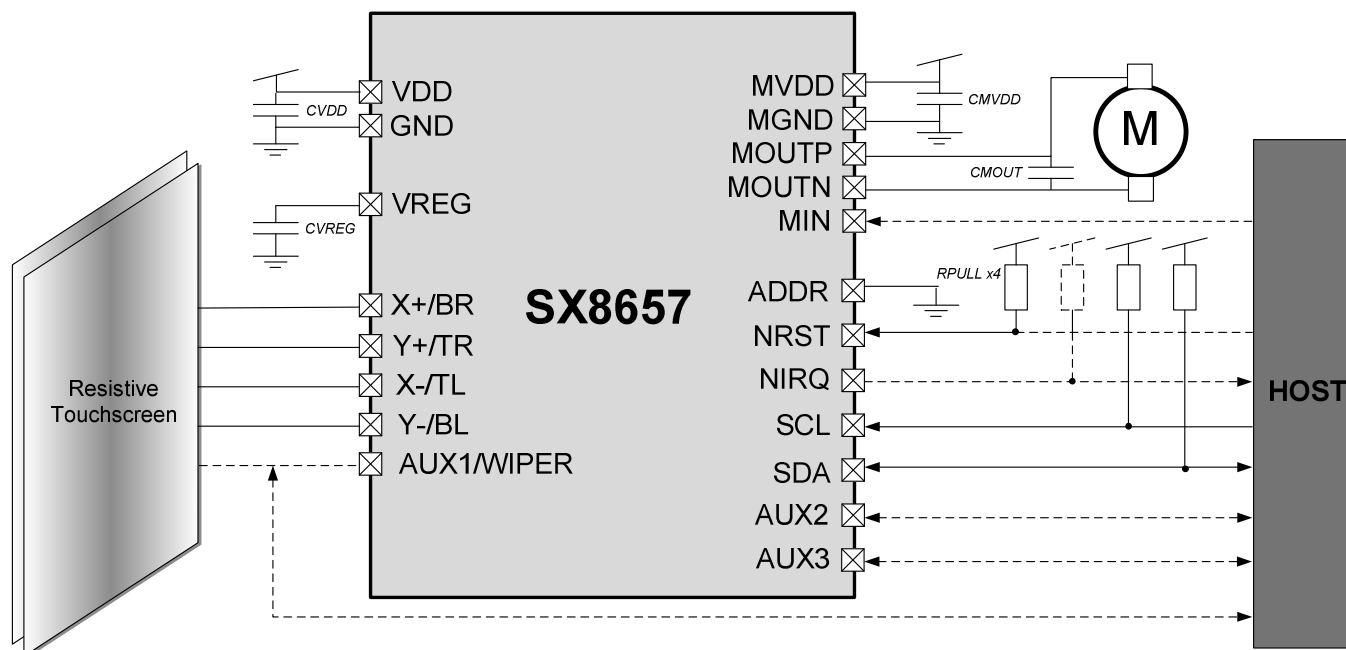 VDD
CVDD
GND
VREG
CVREG
X+/BR
Y+/TR
X-/TL
Y-/BL
AUX1/WIPER
Resistive
Touchscreen
SX8657
MVDD
CMVDD
MGND
MOUTP
CMOUT
MOUTN
M
MIN
RPULL x4
ADDR
NRST
NIRQ
SCL
SDA
AUX2
AUX3
HOST